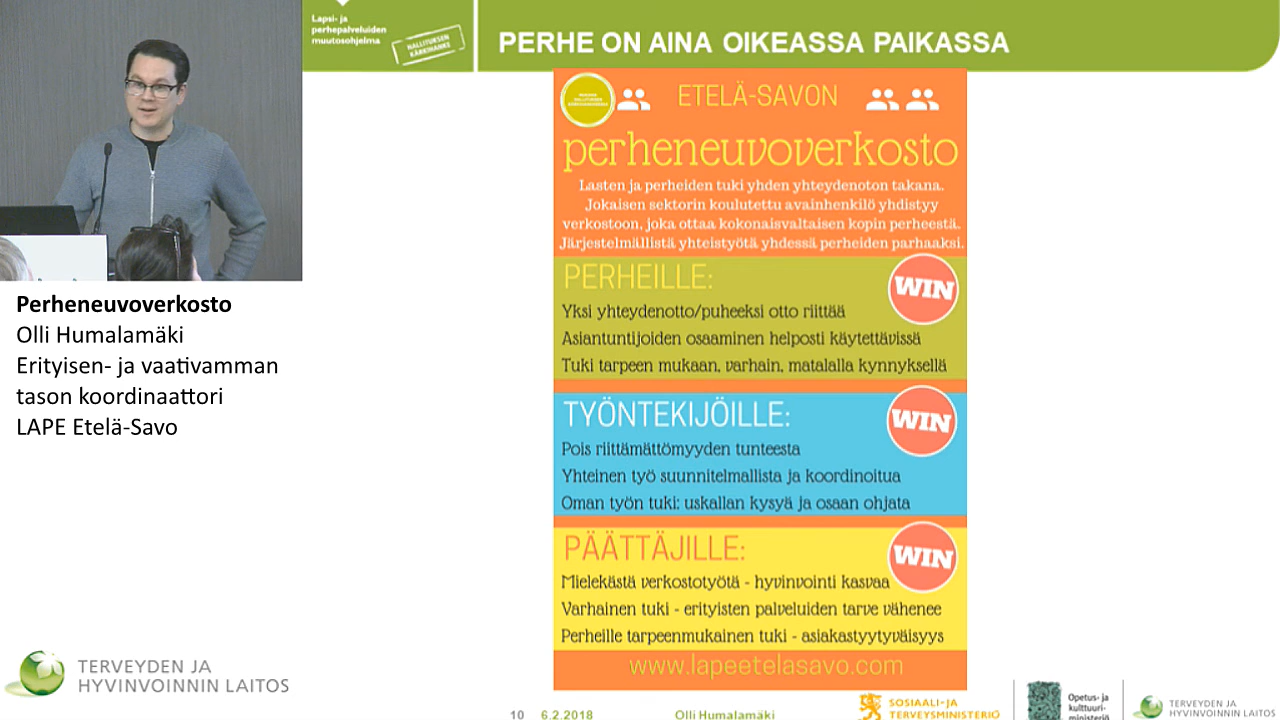 Lapsi- ja
perhepalveluiden
muutosohjelma
HALLITUKSEN
KÄRKIHANKE
PERHE ON AINA OIKEASSA PAIKASSA
ETELÄ-SAVON
perheneuvoverkosto
Lasten ja perheiden tuki yhden yhteydenoton takana.
Jokaisen sektorin koulutettu avainhenkilö yhdistyy
verkostoon, joka ottaa kokonaisvaltaisen kopin perheestä.
Järjestelmällistä yhteistyötä yhdessä perheiden parhaaksi.
PERHEILLE:
WIN
Yksi yhteydenotto/puheeksi otto riittää
Asiantuntijoiden osaaminen helposti käytettävissä
Tuki tarpeen mukaan, varhain, matalalla kynnyksellä
TYÖNTEKIJÖILLE:
WIN
Pois riittämättömyyden tunteesta
Yhteinen työ suunnitelmallista ja koordinoitua
Oman työn tuki: uskallan kysyä ja osaan ohjata
PÄÄTTÄJILLE:
WIN
Mielekästä verkostotyötä - hyvinvointi kasvaa
Varhainen tuki - erityisten palveluiden tarve vähenee
Perheille tarpeenmukainen tuki - asiakastyytyväisyys
www.lapeetelasavo.com
Perheneuvoverkosto
Olli Humalamäki
Erityisen- ja vaativamman
tason koordinaattori
LAPE Etelä-Savo
TERVEYDEN JA
HYVINVOINNIN LAITOS
10 6.2.2018 Olli Humalamäki
SOSIAALI-JA
TERVEYSMINISTERIÖ
Opetus- ja
kulttuuri-
ministeriö
TERVEYDEN JA
HYVINVOINNIN LAITOS